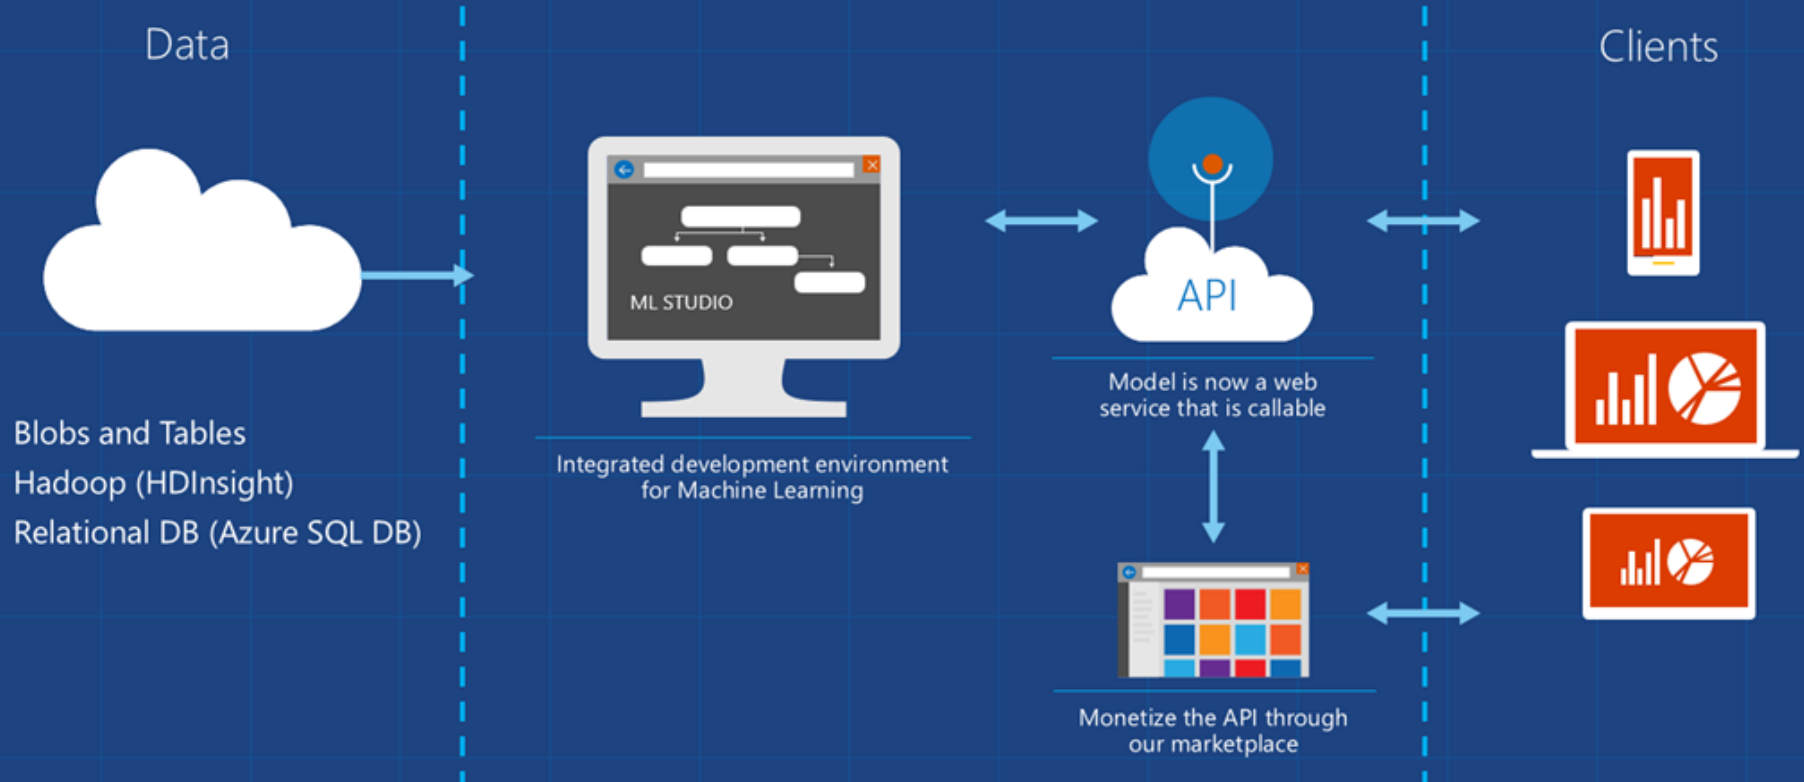 Data
Clients
ML STUDIO
API
Model is now a web
service that is callable
Blobs and Tables
Hadoop (HDInsight)
Relational DB (Azure SQL DB)
Integrated development environment
for Machine Learning
Monetize the API through
our marketplace